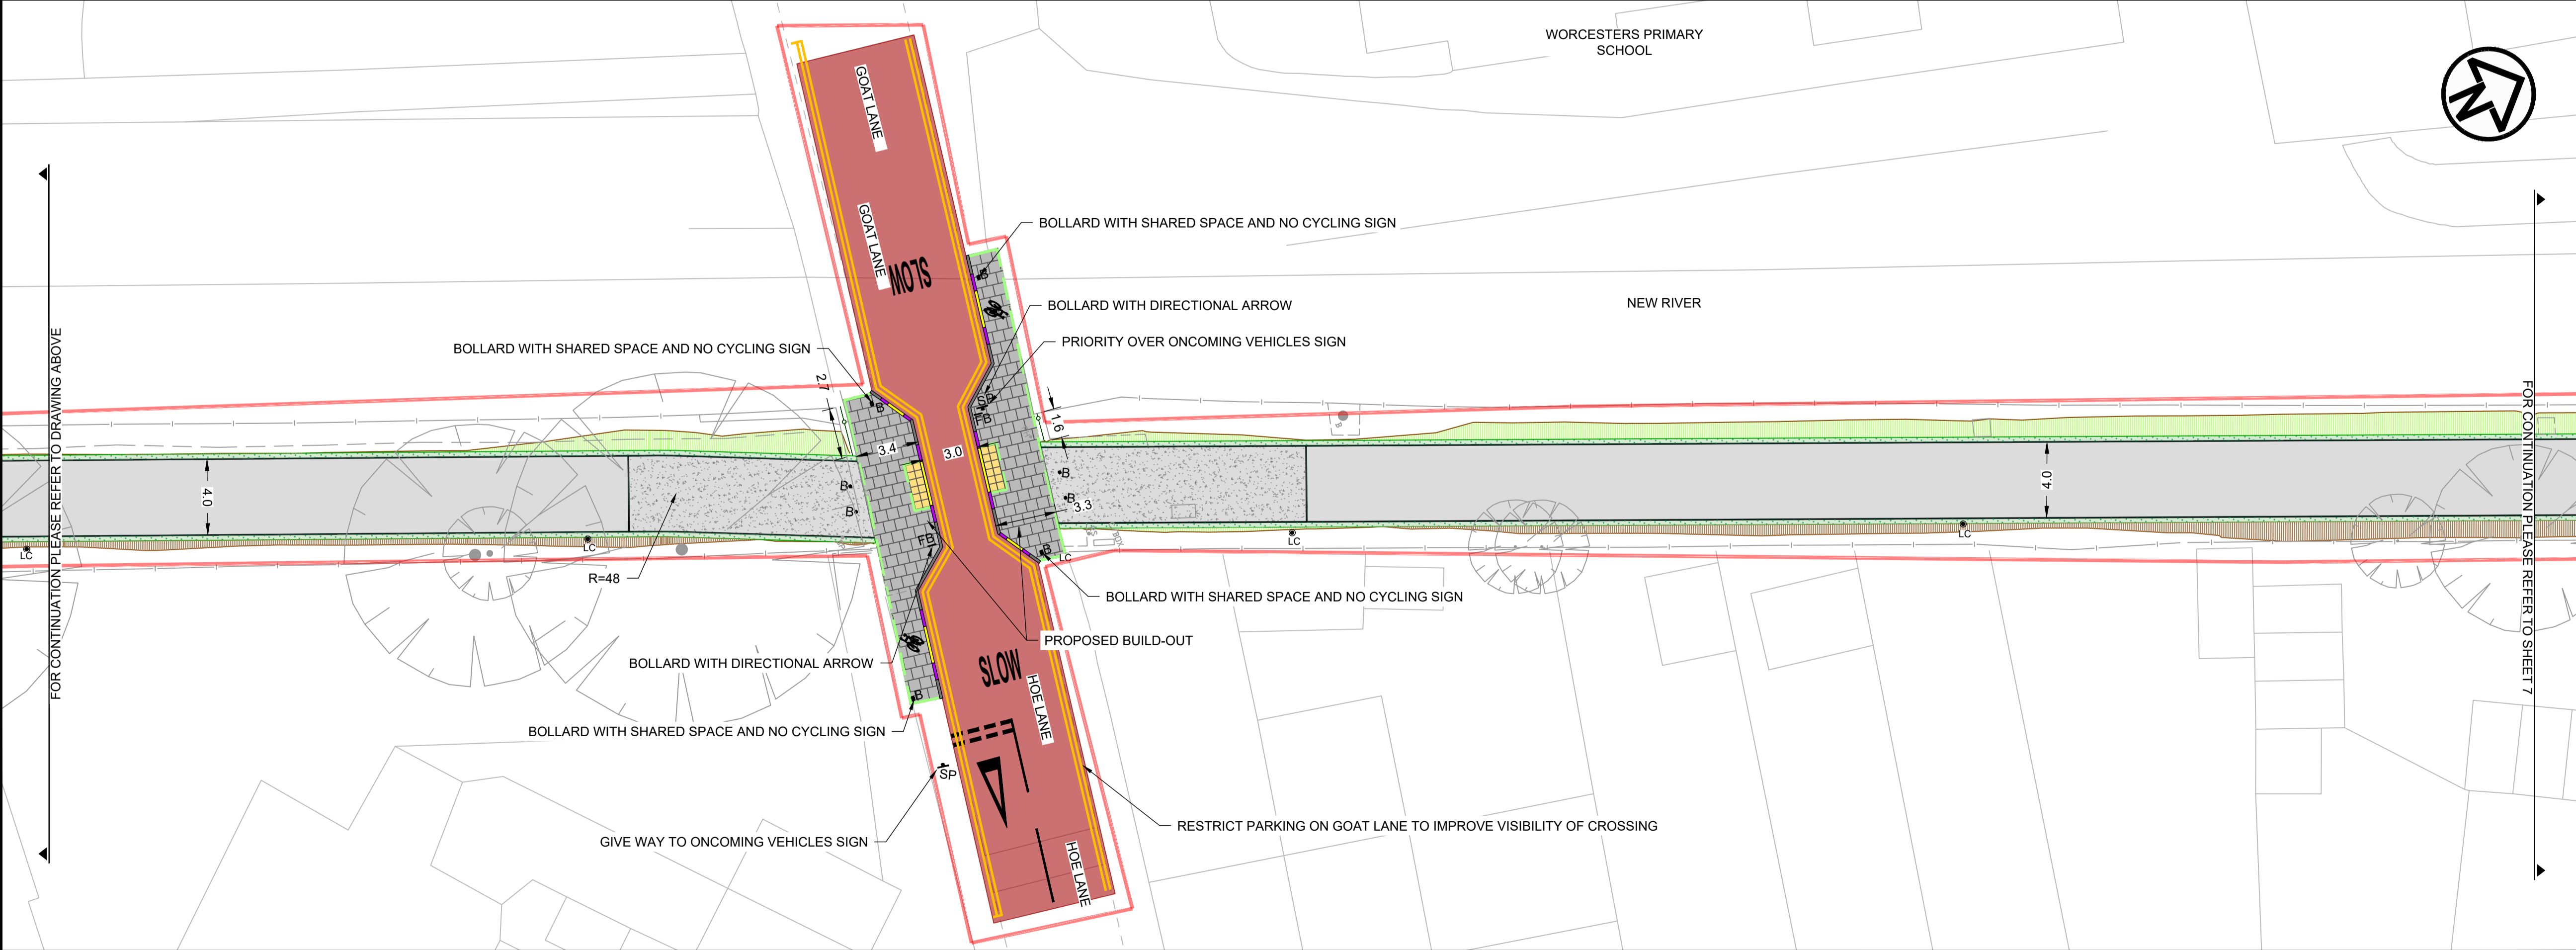 WORCESTERS PRIMARY
SCHOOL
N
GOAT LANE
GOAT LANE
SLOW
BOLLARD WITH SHARED SPACE AND NO CYCLING SIGN
B
BOLLARD WITH DIRECTIONAL ARROW
NEW RIVER
PRIORITY OVER ONCOMING VEHICLES SIGN
BOLLARD WITH SHARED SPACE AND NO CYCLING SIGN
FOR CONTINUATION PLEASE REFER TO DRAWING ABOVE
FOR CONTINUATION PLEASE REFER TO SHEET 7
2.7
B
SP
FB
1.6
B
3.4
3.0
4.0
B
B
B
B
3.3
4.0
LC
LC
FB
B
LC
LC
LC
R=48
BOX
BOLLARD WITH SHARED SPACE AND NO CYCLING SIGN
PROPOSED BUILD-OUT
BOLLARD WITH DIRECTIONAL ARROW
SLOW
HOE LANE
B
BOLLARD WITH SHARED SPACE AND NO CYCLING SIGN
SP
RESTRICT PARKING ON GOAT LANE TO IMPROVE VISIBILITY OF CROSSING
GIVE WAY TO ONCOMING VEHICLES SIGN
HOE LANE